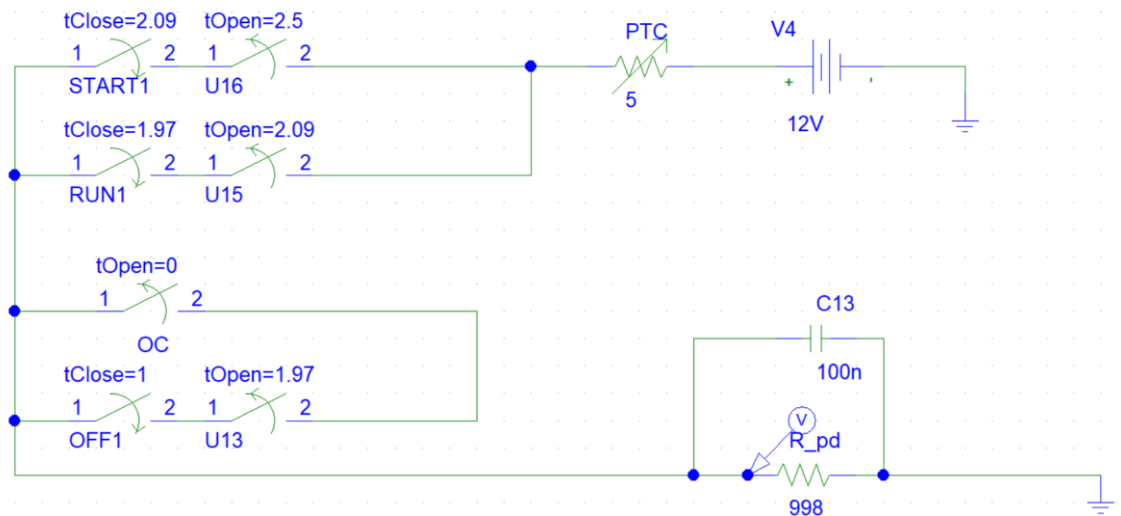 tClose=2.09 tOpen=2.5
1 2 1 2
START1 U16
PTC
5
V4
+ -
12V
tClose=1.97 tOpen=2.09
1 2 1 2
RUN1 U15
tOpen=0
1 2
OC
tClose=1 tOpen=1.97
1 2 1 2
OFF1 U13
C13
100n
V
R_pd
998